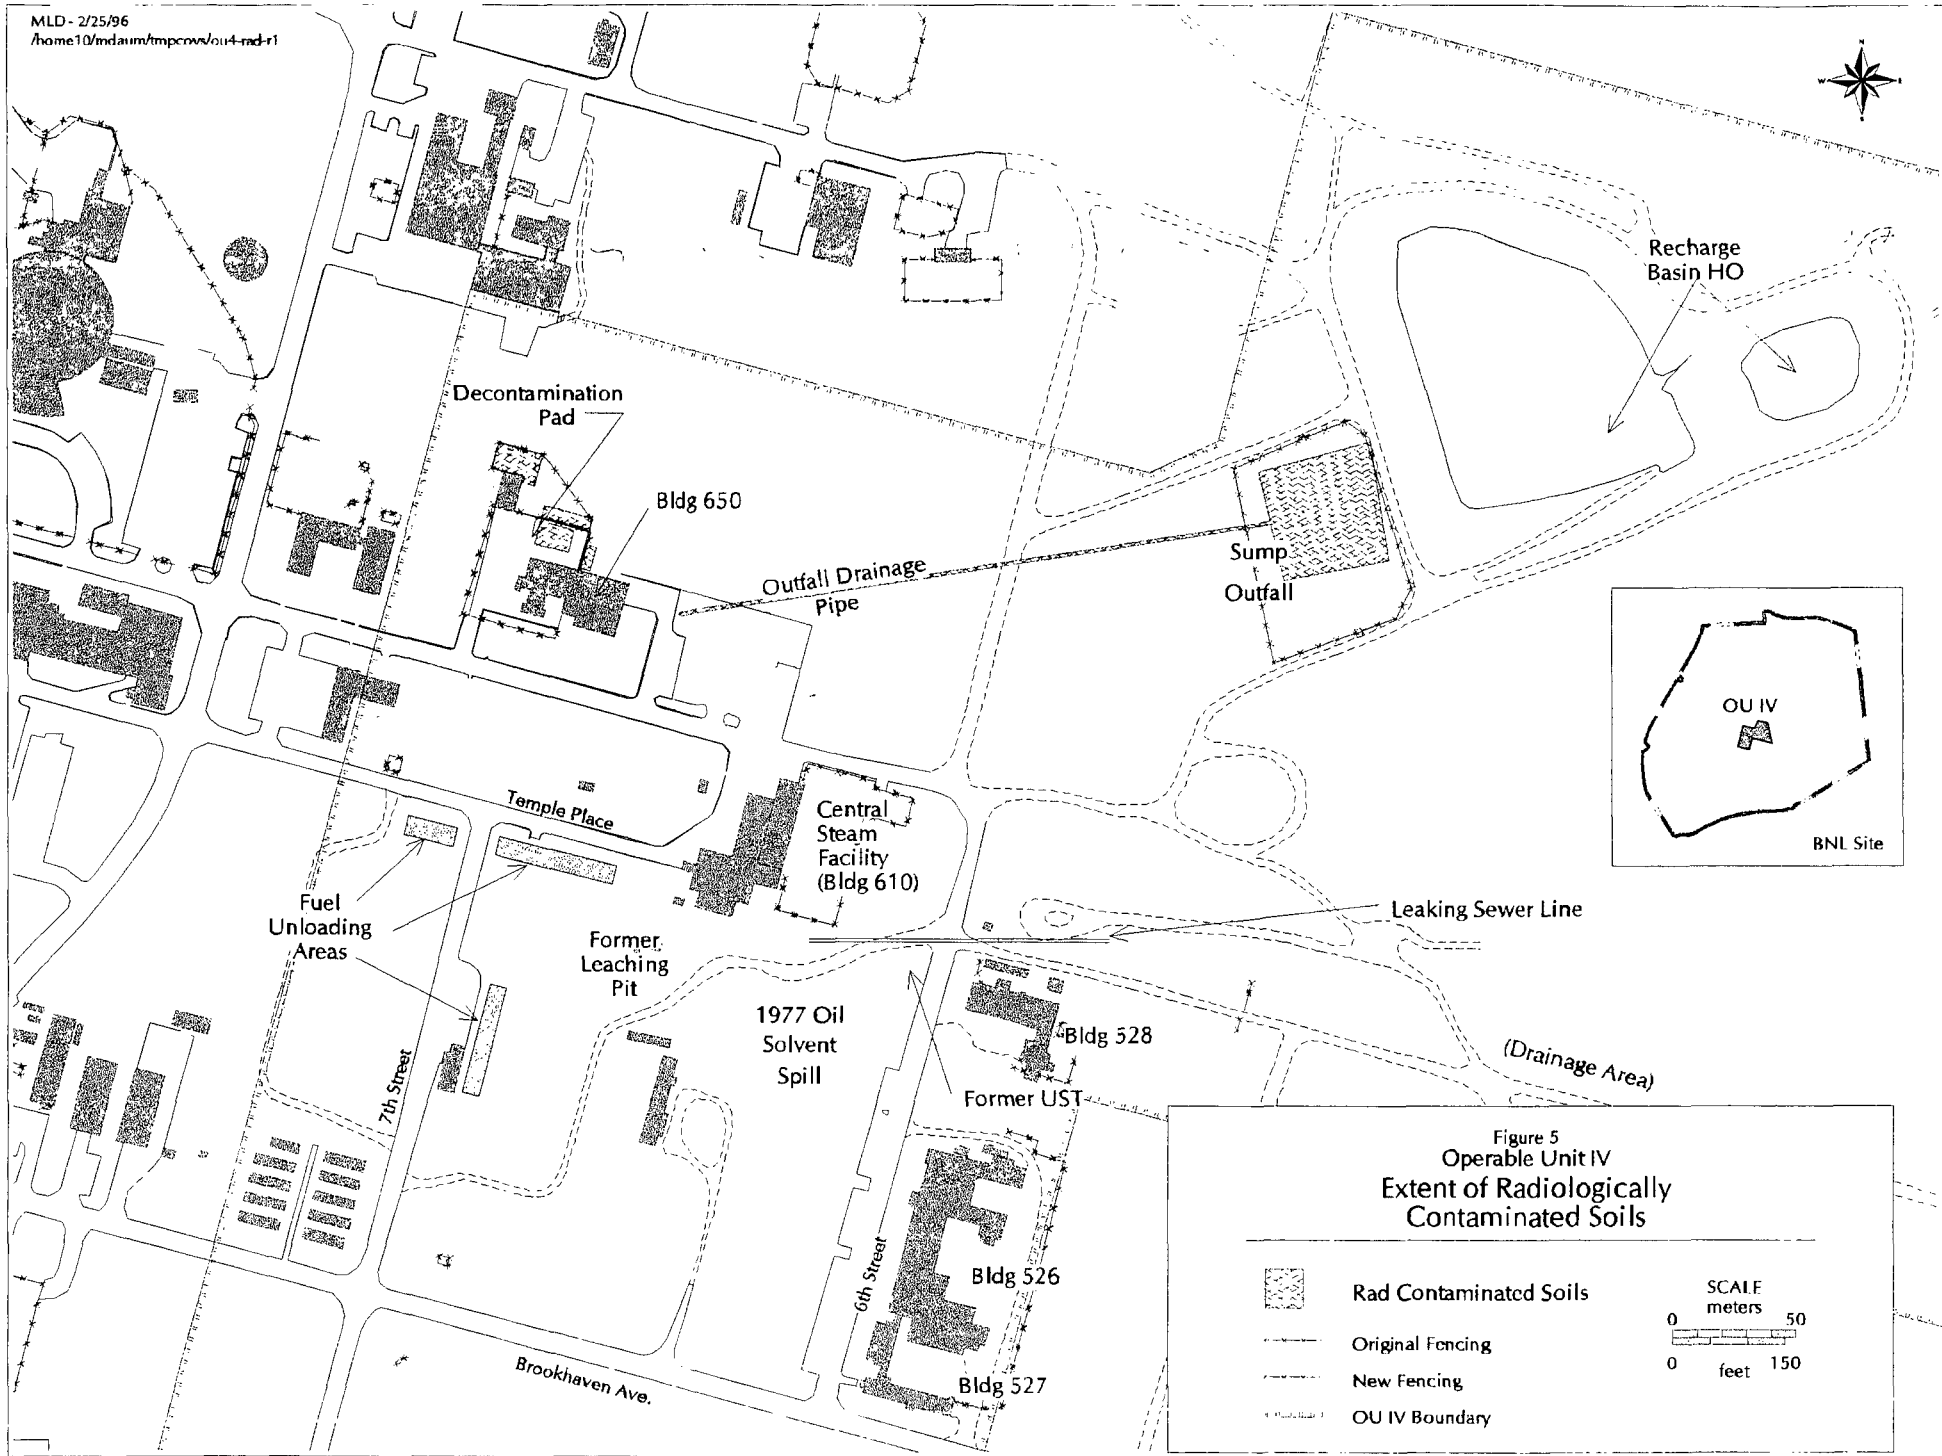 MLD - 2/25/96
/home10/mdaum/tmpcovs/ou4-rad-r1
N
W
E
S
Recharge
Basin HO
Decontamination
Pad
Bldg 650
Outfall Drainage
Pipe
Sump
Outfall
OU IV
BNL Site
Temple Place
Central
Steam
Facility
(Bldg 610)
Fuel
Unloading
Areas
Former
Leaching
Pit
Leaking Sewer Line
1977 Oil
Solvent
Spill
Bldg 528
Former UST
(Drainage Area)
7th Street
6th Street
Bldg 526
Bldg 527
Brookhaven Ave.
Figure 5
Operable Unit IV
Extent of Radiologically
Contaminated Soils
Rad Contaminated Soils
Original Fencing
New Fencing
OU IV Boundary
SCALE
meters
0 50
0 feet 150